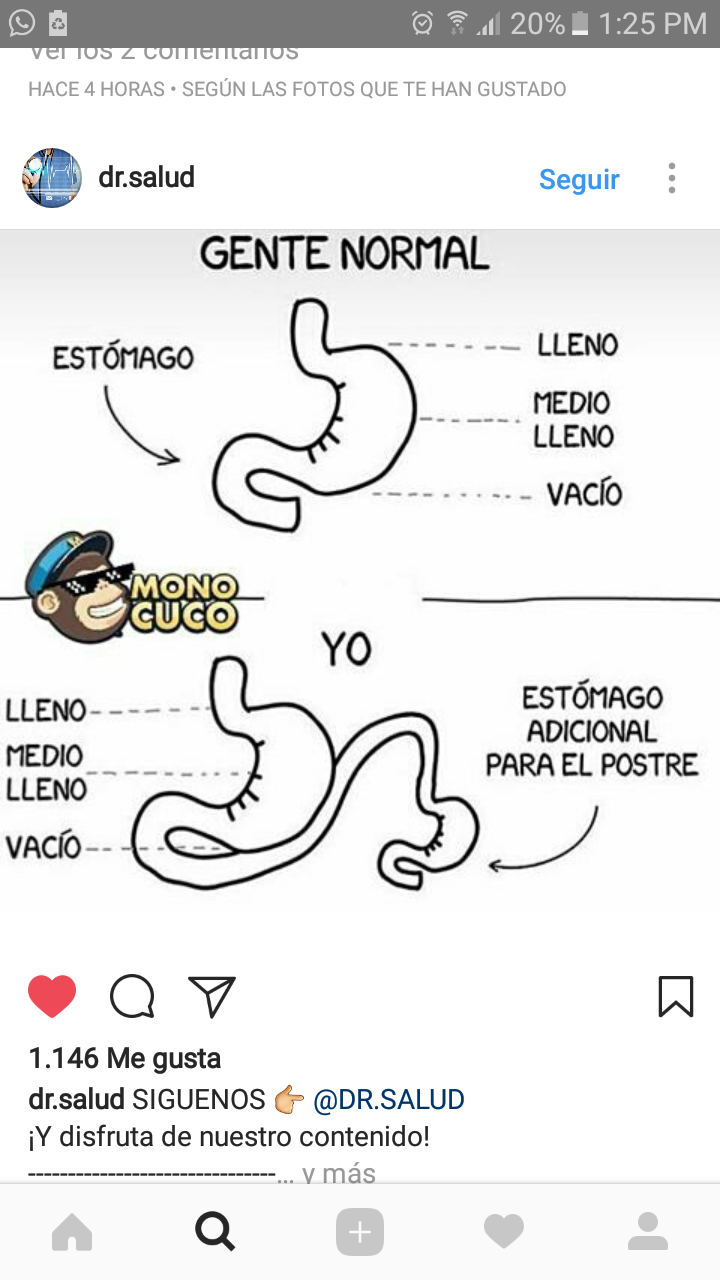 20% 1:25 PM
Ver los 2 comentarios
HACE 4 HORAS • SEGÚN LAS FOTOS QUE TE HAN GUSTADO
dr.salud
Seguir
GENTE NORMAL
ESTÓMAGO
LLENO
MEDIO
LLENO
VACÍO
MONO
CUCO
YO
LLENO
MEDIO
LLENO
VACÍO
ESTÓMAGO
ADICIONAL
PARA EL POSTRE
1.146 Me gusta
dr.salud SIGUENOS 👉 @DR.SALUD
¡Y disfruta de nuestro contenido!
-------------------------------... y más